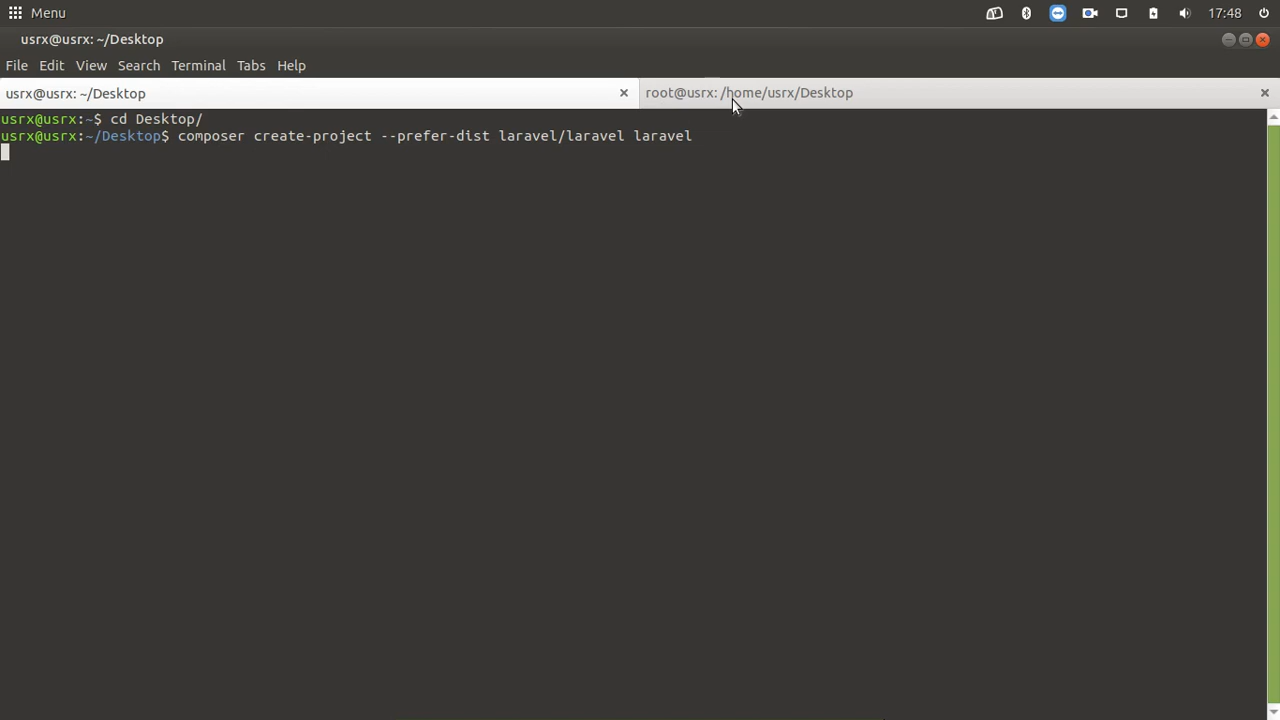 Menu 17:48
usrx@usrx: ~/Desktop
File Edit View Search Terminal Tabs Help
usrx@usrx: ~/Desktop root@usrx: /home/usrx/Desktop
usrx@usrx:~$ cd Desktop/
usrx@usrx:~/Desktop$ composer create-project --prefer-dist laravel/laravel laravel